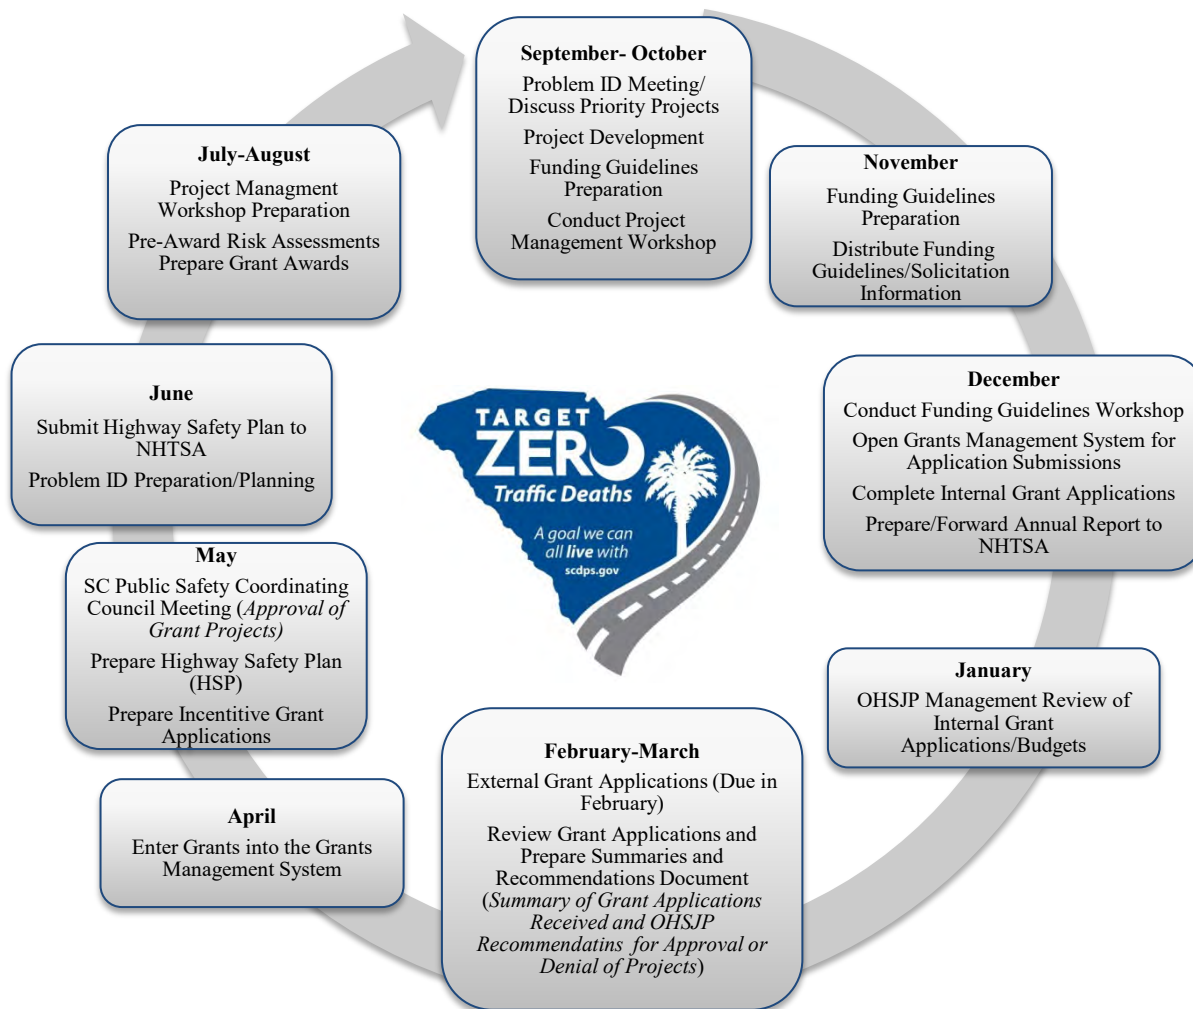 September- October
Problem ID Meeting/
Discuss Priority Projects
Project Development
Funding Guidelines
Preparation
Conduct Project
Management Workshop
November
Funding Guidelines
Preparation
Distribute Funding
Guidelines/Solicitation
Information
December
Conduct Funding Guidelines Workshop
Open Grants Management System for
Application Submissions
Complete Internal Grant Applications
Prepare/Forward Annual Report to
NHTSA
January
OHSJP Management Review of
Internal Grant
Applications/Budgets
February-March
External Grant Applications (Due in
February)
Review Grant Applications and
Prepare Summaries and
Recommendations Document
(Summary of Grant Applications
Received and OHSJP
Recommendatins for Approval or
Denial of Projects)
April
Enter Grants into the Grants
Management System
May
SC Public Safety Coordinating
Council Meeting (Approval of
Grant Projects)
Prepare Highway Safety Plan
(HSP)
Prepare Incentitive Grant
Applications
June
Submit Highway Safety Plan to
NHTSA
Problem ID Preparation/Planning
July-August
Project Managment
Workshop Preparation
Pre-Award Risk Assessments
Prepare Grant Awards
TARGET
ZERO
Traffic Deaths
A goal we can
all live with
scdps.gov